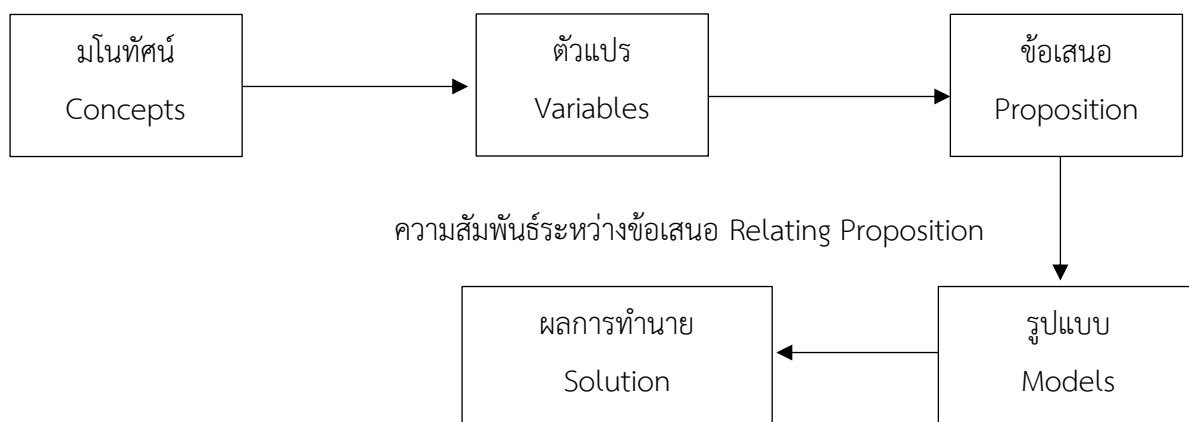 มโนทัศน์
Concepts
ตัวแปร
Variables
ข้อเสนอ
Proposition
ความสัมพันธ์ระหว่างข้อเสนอ Relating Proposition
ผลการทำนาย
Solution
รูปแบบ
Models